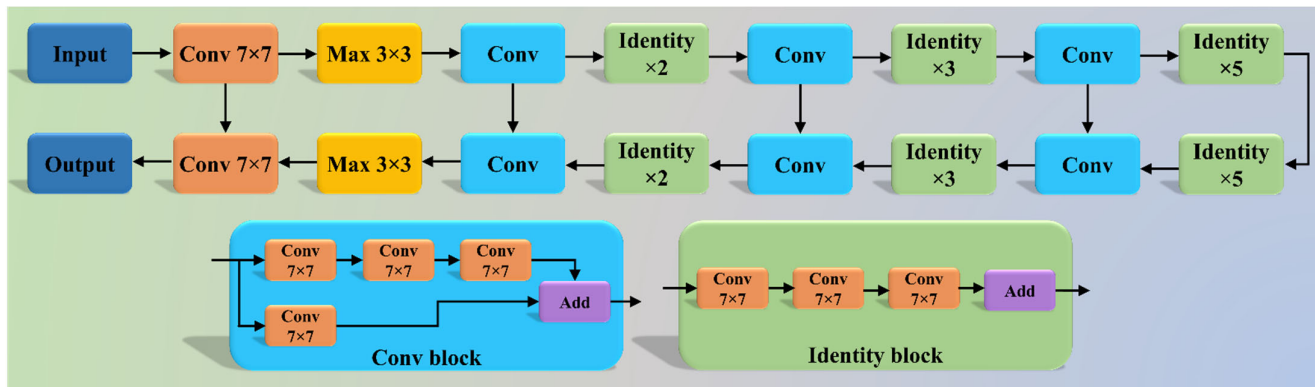 Input
Conv 7×7
Max 3×3
Conv
Identity
×2
Conv
Identity
×3
Conv
Identity
×5
Output
Conv 7×7
Max 3×3
Conv
Identity
×2
Conv
Identity
×3
Conv
Identity
×5
Conv
7×7
Conv
7×7
Conv
7×7
Conv
7×7
Add
Conv block
Conv
7×7
Conv
7×7
Conv
7×7
Add
Identity block